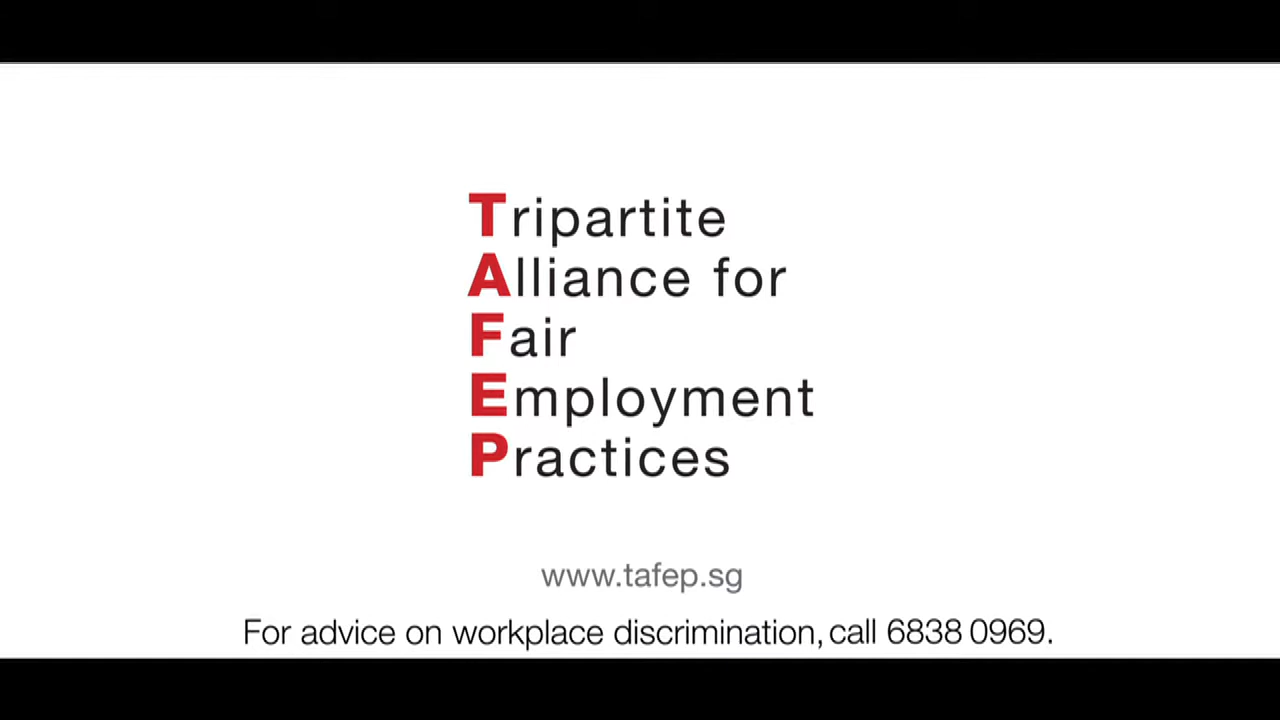 Tripartite
Alliance for
Fair
Employment
Practices
www.tafep.sg
For advice on workplace discrimination, call 6838 0969.